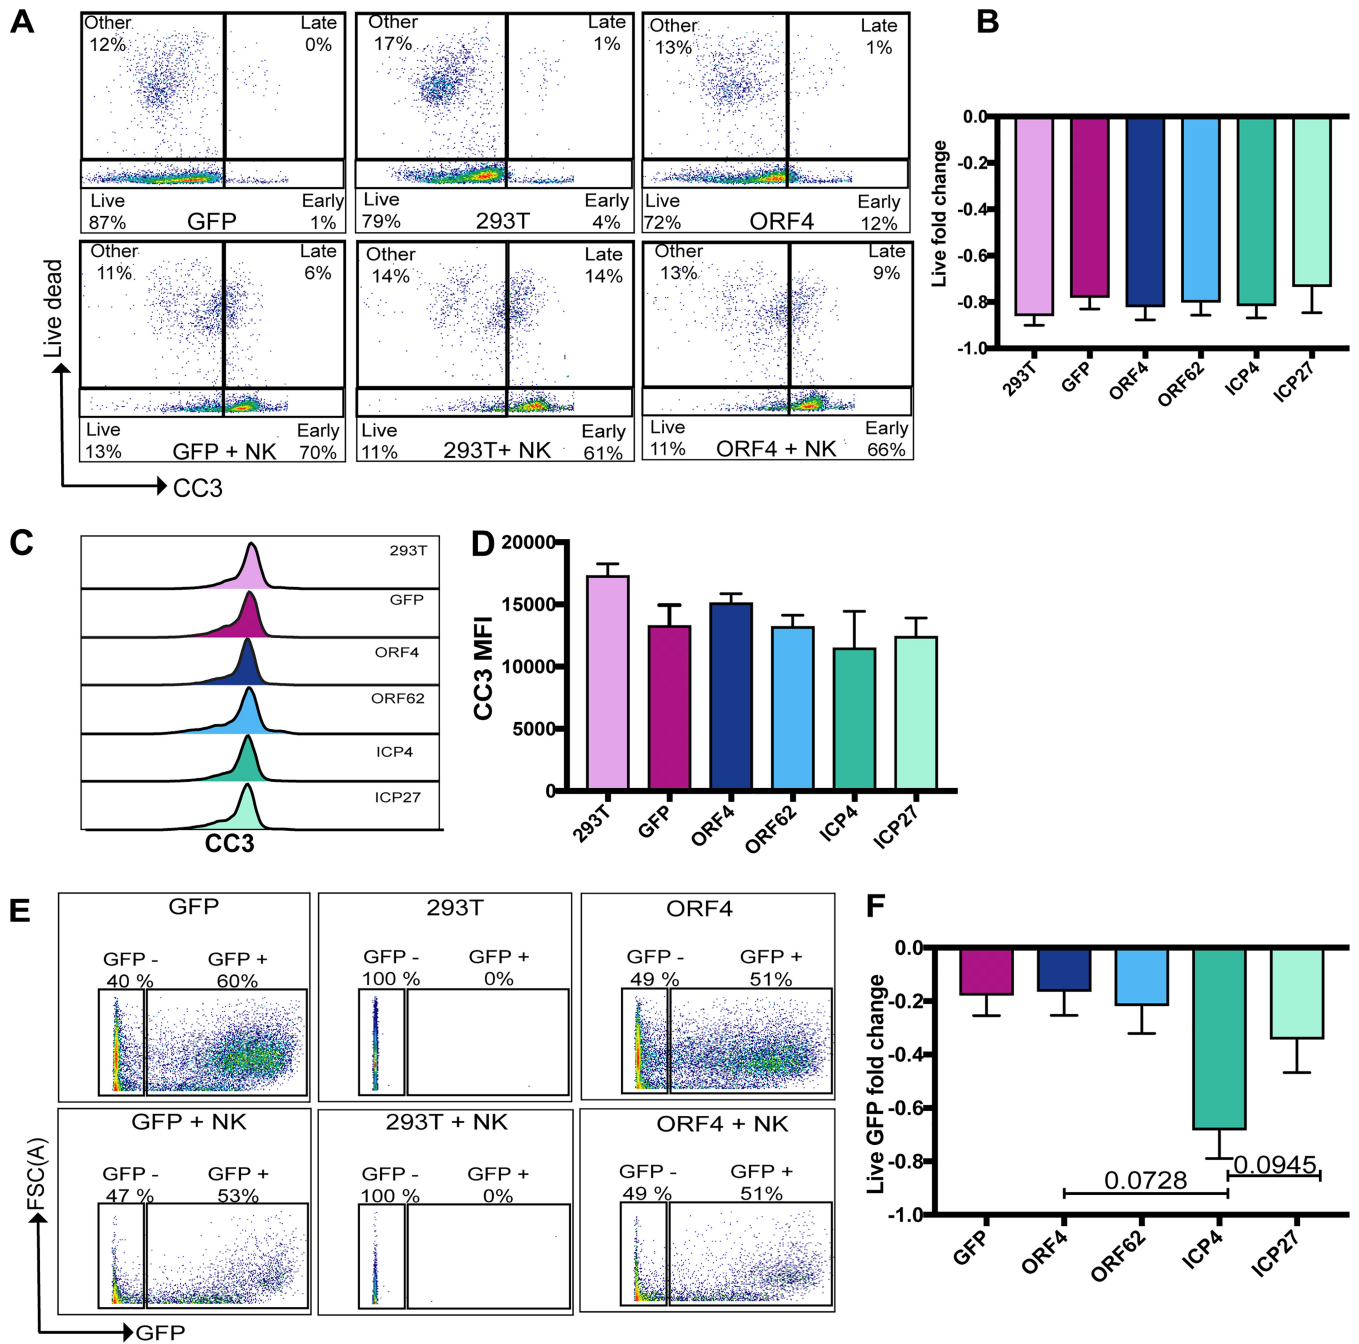 A
Other
12%
Late
0%
Live
87%
GFP
Early
1%
Other
17%
Late
1%
Live
79%
293T
Early
4%
Other
13%
Late
1%
Live
72%
ORF4
Early
12%
Other
11%
Late
6%
Live
13%
GFP + NK
Early
70%
Other
14%
Late
14%
Live
11%
293T+ NK
Early
61%
Other
13%
Late
9%
Live
11%
ORF4 + NK
Early
66%
Live dead
CC3
B
Live fold change
0.0
-0.2
-0.4
-0.6
-0.8
-1.0
293T
GFP
ORF4
ORF62
ICP4
ICP27
C
293T
GFP
ORF4
ORF62
ICP4
ICP27
CC3
D
CC3 MFI
20000
15000
10000
5000
0
293T
GFP
ORF4
ORF62
ICP4
ICP27
E
GFP
GFP -
40 %
GFP +
60%
293T
GFP -
100 %
GFP +
0%
ORF4
GFP -
49 %
GFP +
51%
GFP + NK
GFP -
47 %
GFP +
53%
293T + NK
GFP -
100 %
GFP +
0%
ORF4 + NK
GFP -
49 %
GFP +
51%
FSC(A)
GFP
F
Live GFP fold change
0.0
-0.2
-0.4
-0.6
-0.8
-1.0
0.0728
0.0945
GFP
ORF4
ORF62
ICP4
ICP27